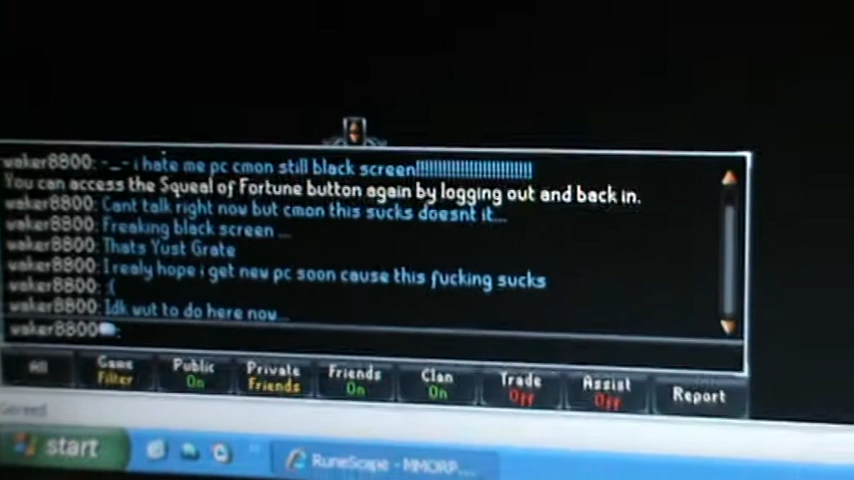 waker8800: -_- i hate me pc cmon still black screen!!!!!!!!!!!!!!!!!!!!!!!!!!!!
You can access the Squeal of Fortune button again by logging out and back in.
waker8800: Cant talk right now but cmon this sucks doesnt it...
waker8800: Freaking black screen ...
waker8800: Thats Yust Grate
waker8800: I realy hope i get new pc soon cause this fucking sucks
waker8800: :(
waker8800: Idk wut to do here now...
waker8800 :
All Game Public Private Friends Clan Trade Assist Report
Filter On Friends On On Off Off
start RuneScape - MMORP...